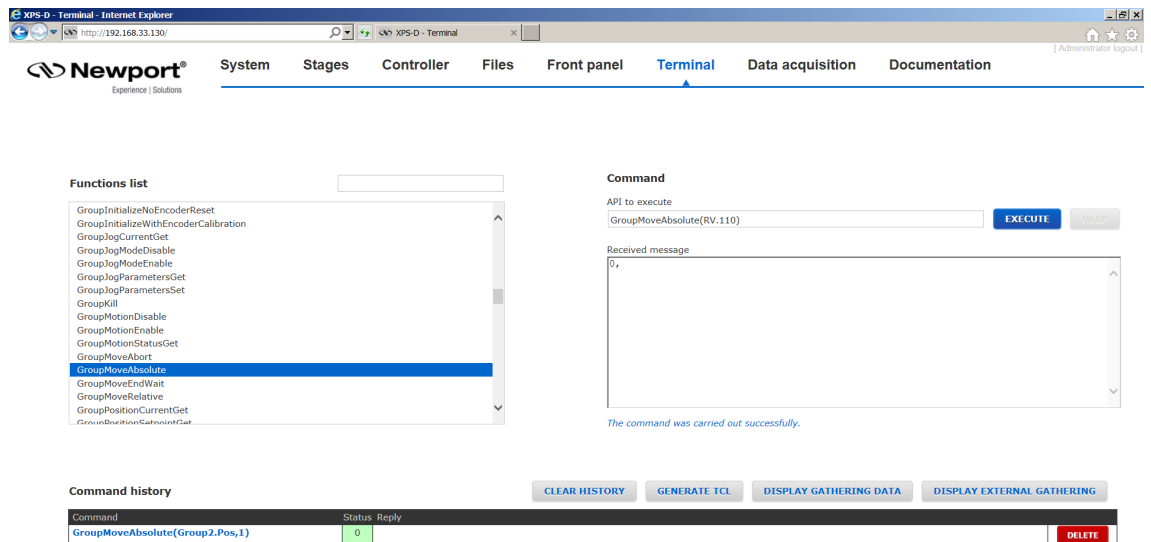 XPS-D - Terminal - Internet Explorer
http://192.168.33.130/
XPS-D - Terminal
[ Administrator logout ]
Newport®
Experience | Solutions
System Stages Controller Files Front panel Terminal Data acquisition Documentation
Functions list
GroupInitializeNoEncoderReset
GroupInitializeWithEncoderCalibration
GroupJogCurrentGet
GroupJogModeDisable
GroupJogModeEnable
GroupJogParametersGet
GroupJogParametersSet
GroupKill
GroupMotionDisable
GroupMotionEnable
GroupMotionStatusGet
GroupMoveAbort
GroupMoveAbsolute
GroupMoveEndWait
GroupMoveRelative
GroupPositionCurrentGet
GroupPositionSetpointGet
Command
API to execute
GroupMoveAbsolute(RV.110)
EXECUTE
HELP
Received message
0,
The command was carried out successfully.
Command history
CLEAR HISTORY GENERATE TCL DISPLAY GATHERING DATA DISPLAY EXTERNAL GATHERING
Command Status Reply
GroupMoveAbsolute(Group2.Pos,1) 0 DELETE